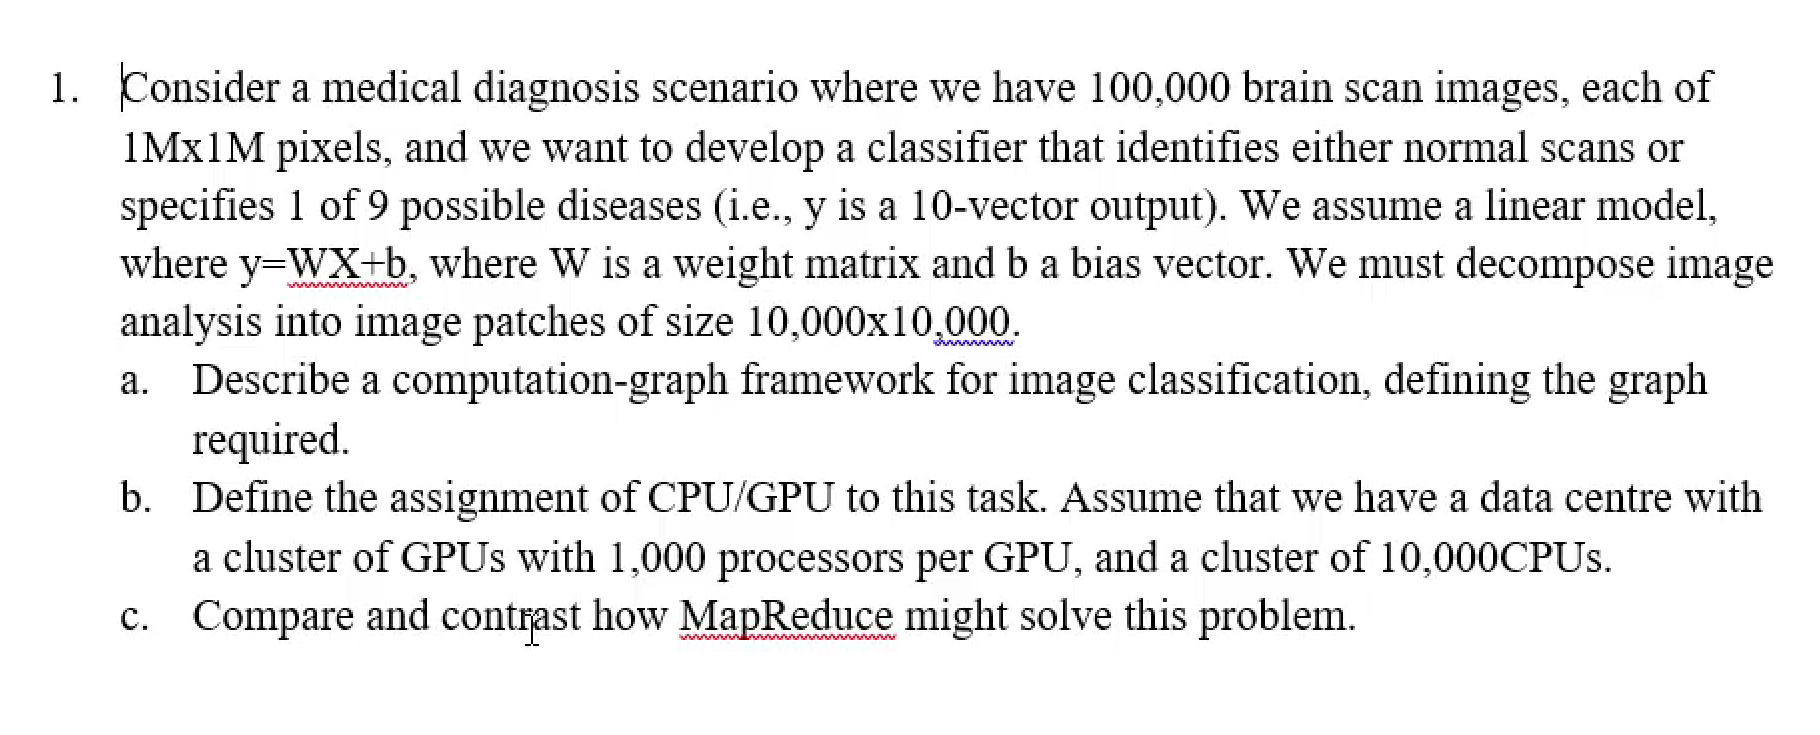 1. Consider a medical diagnosis scenario where we have 100,000 brain scan images, each of
1Mx1M pixels, and we want to develop a classifier that identifies either normal scans or
specifies 1 of 9 possible diseases (i.e., y is a 10-vector output). We assume a linear model,
where y=WX+b, where W is a weight matrix and b a bias vector. We must decompose image
analysis into image patches of size 10,000x10,000.
a. Describe a computation-graph framework for image classification, defining the graph
required.
b. Define the assignment of CPU/GPU to this task. Assume that we have a data centre with
a cluster of GPUs with 1,000 processors per GPU, and a cluster of 10,000CPUs.
c. Compare and contrast how MapReduce might solve this problem.